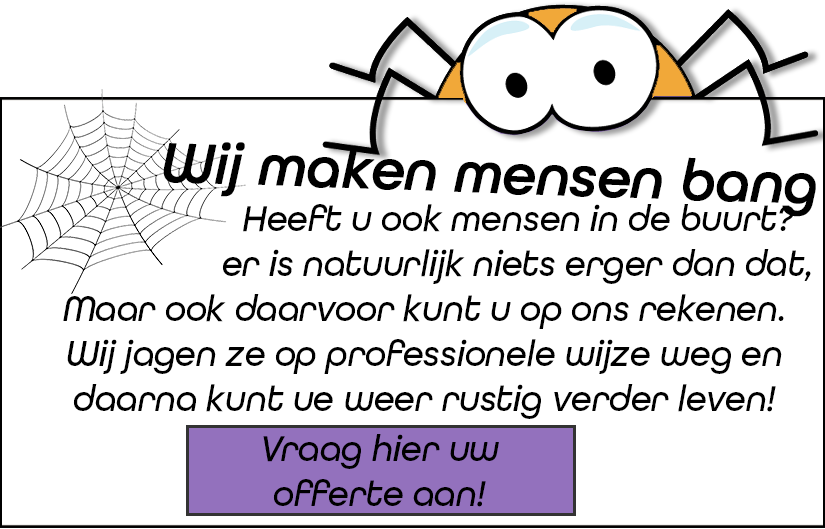 Wij maken mensen bang
Heeft u ook mensen in de buurt?
er is natuurlijk niets erger dan dat,
Maar ook daarvoor kunt u op ons rekenen.
Wij jagen ze op professionele wijze weg en
daarna kunt ue weer rustig verder leven!
Vraag hier uw
offerte aan!